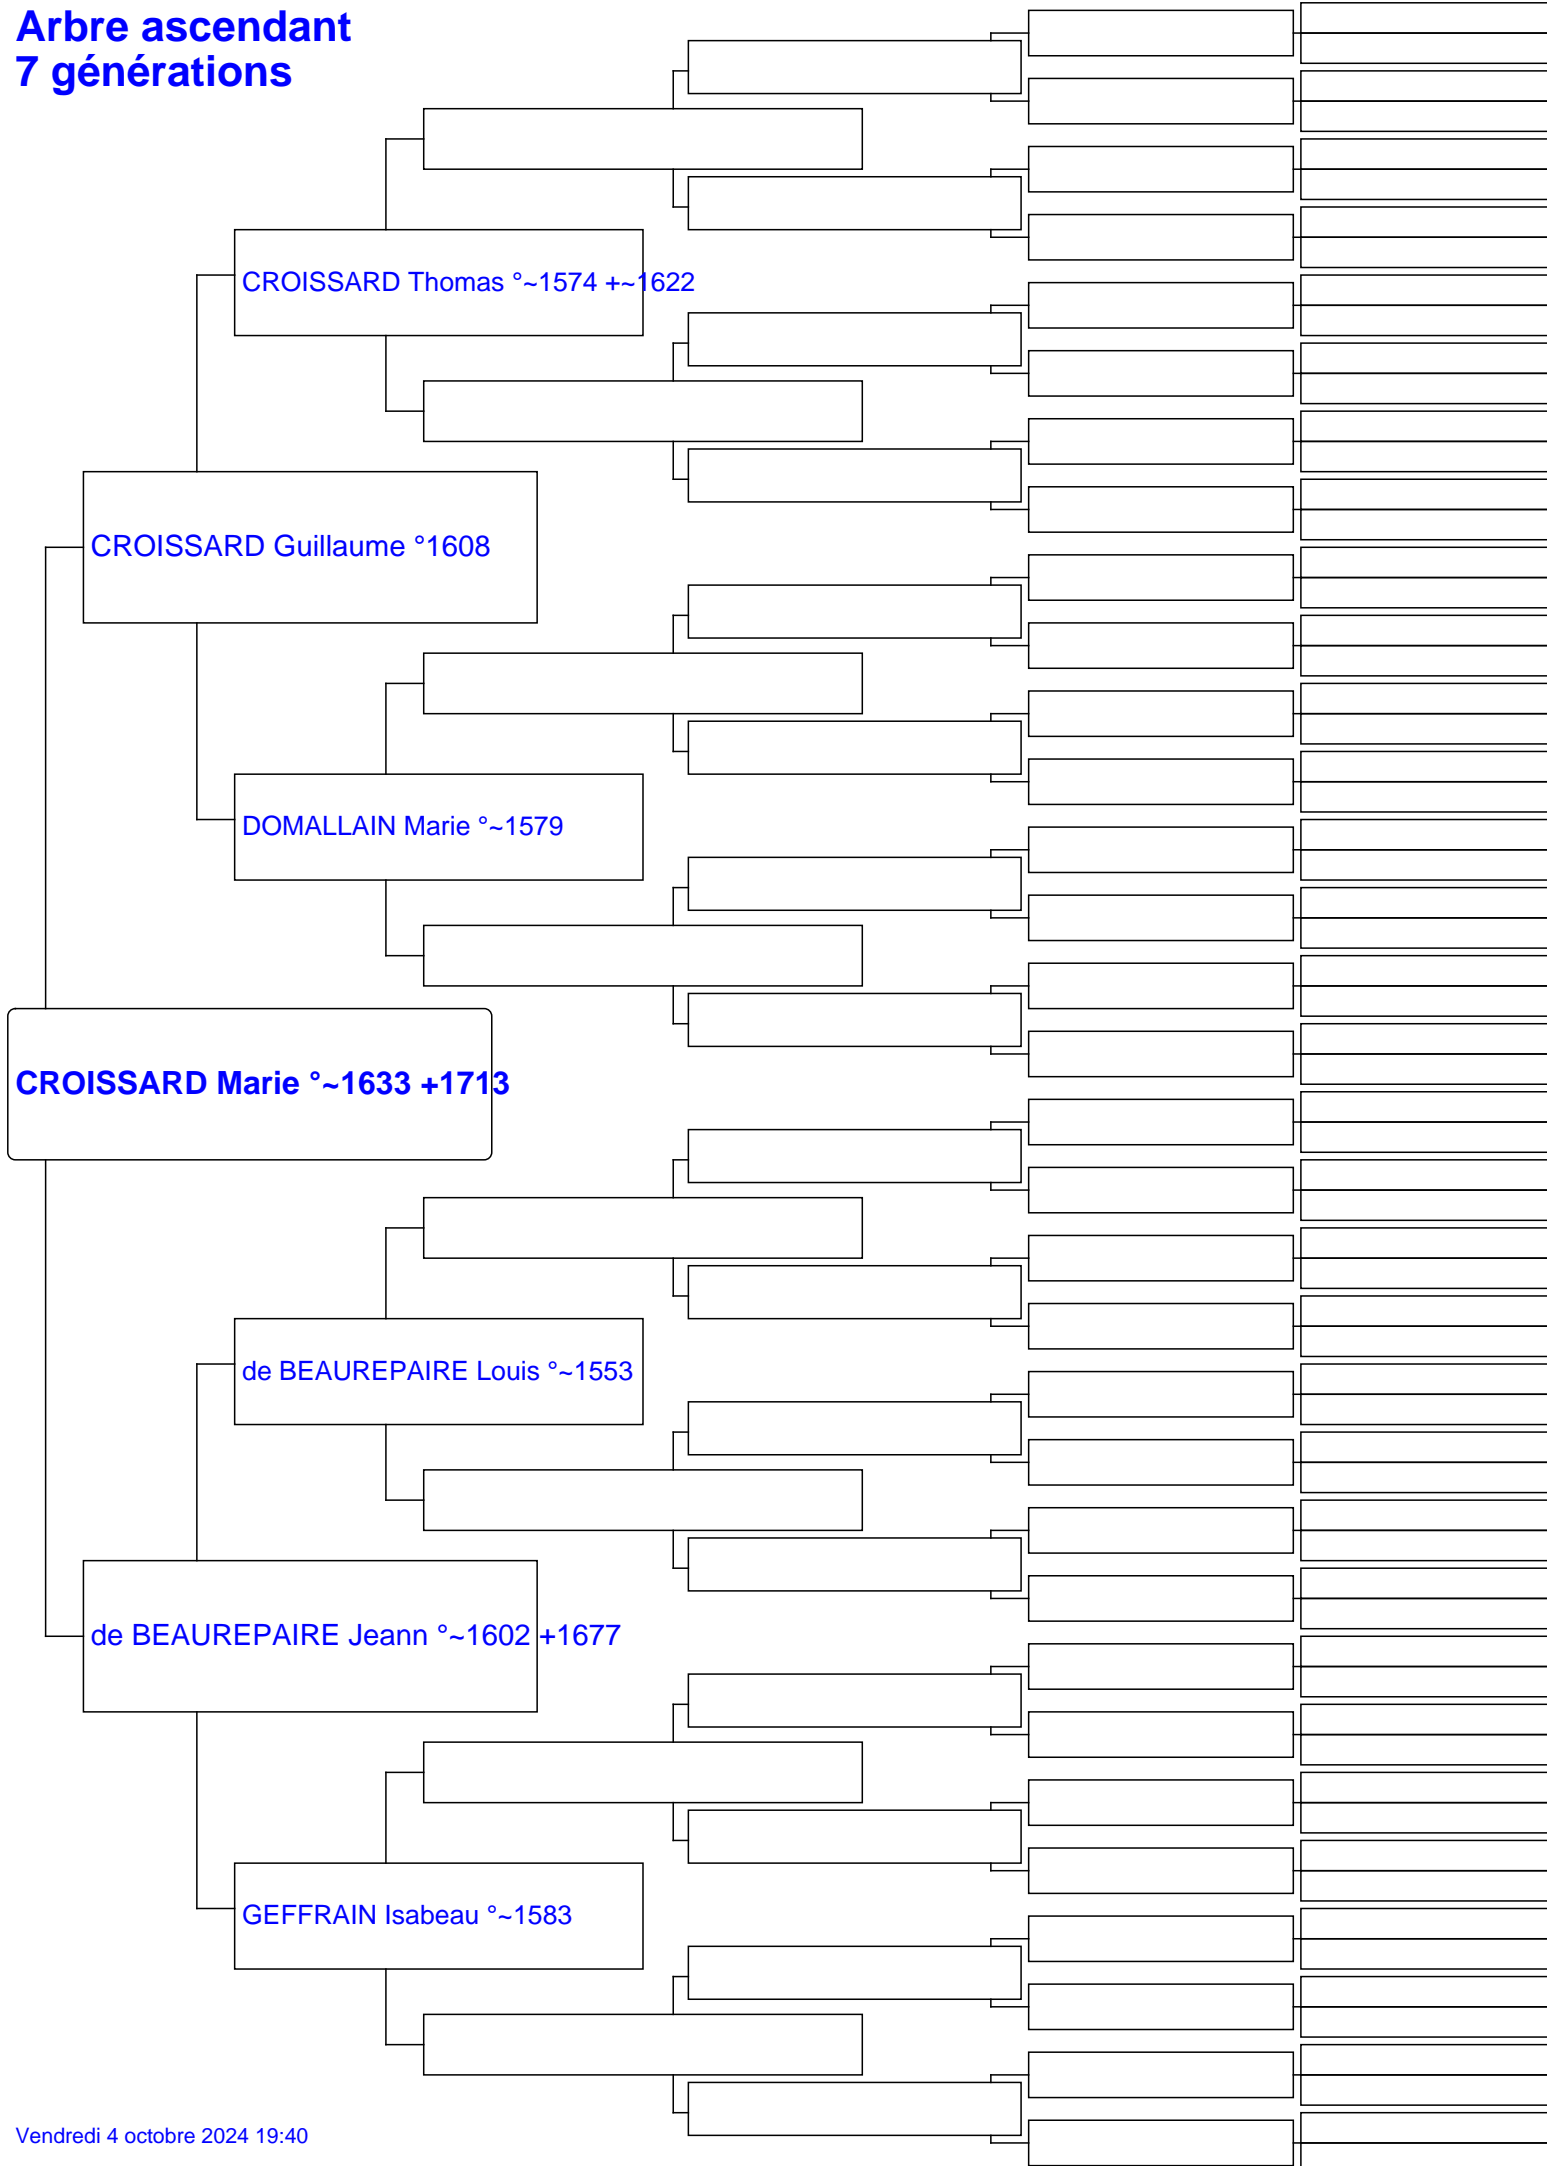 Arbre ascendant
7 générations
CROISSARD Thomas °~1574 +~1622
CROISSARD Guillaume °1608
DOMALLAIN Marie °~1579
CROISSARD Marie °~1633 +1713
de BEAUREPAIRE Louis °~1553
de BEAUREPAIRE Jeann °~1602 +1677
GEFFRAIN Isabeau °~1583
Vendredi 4 octobre 2024 19:40